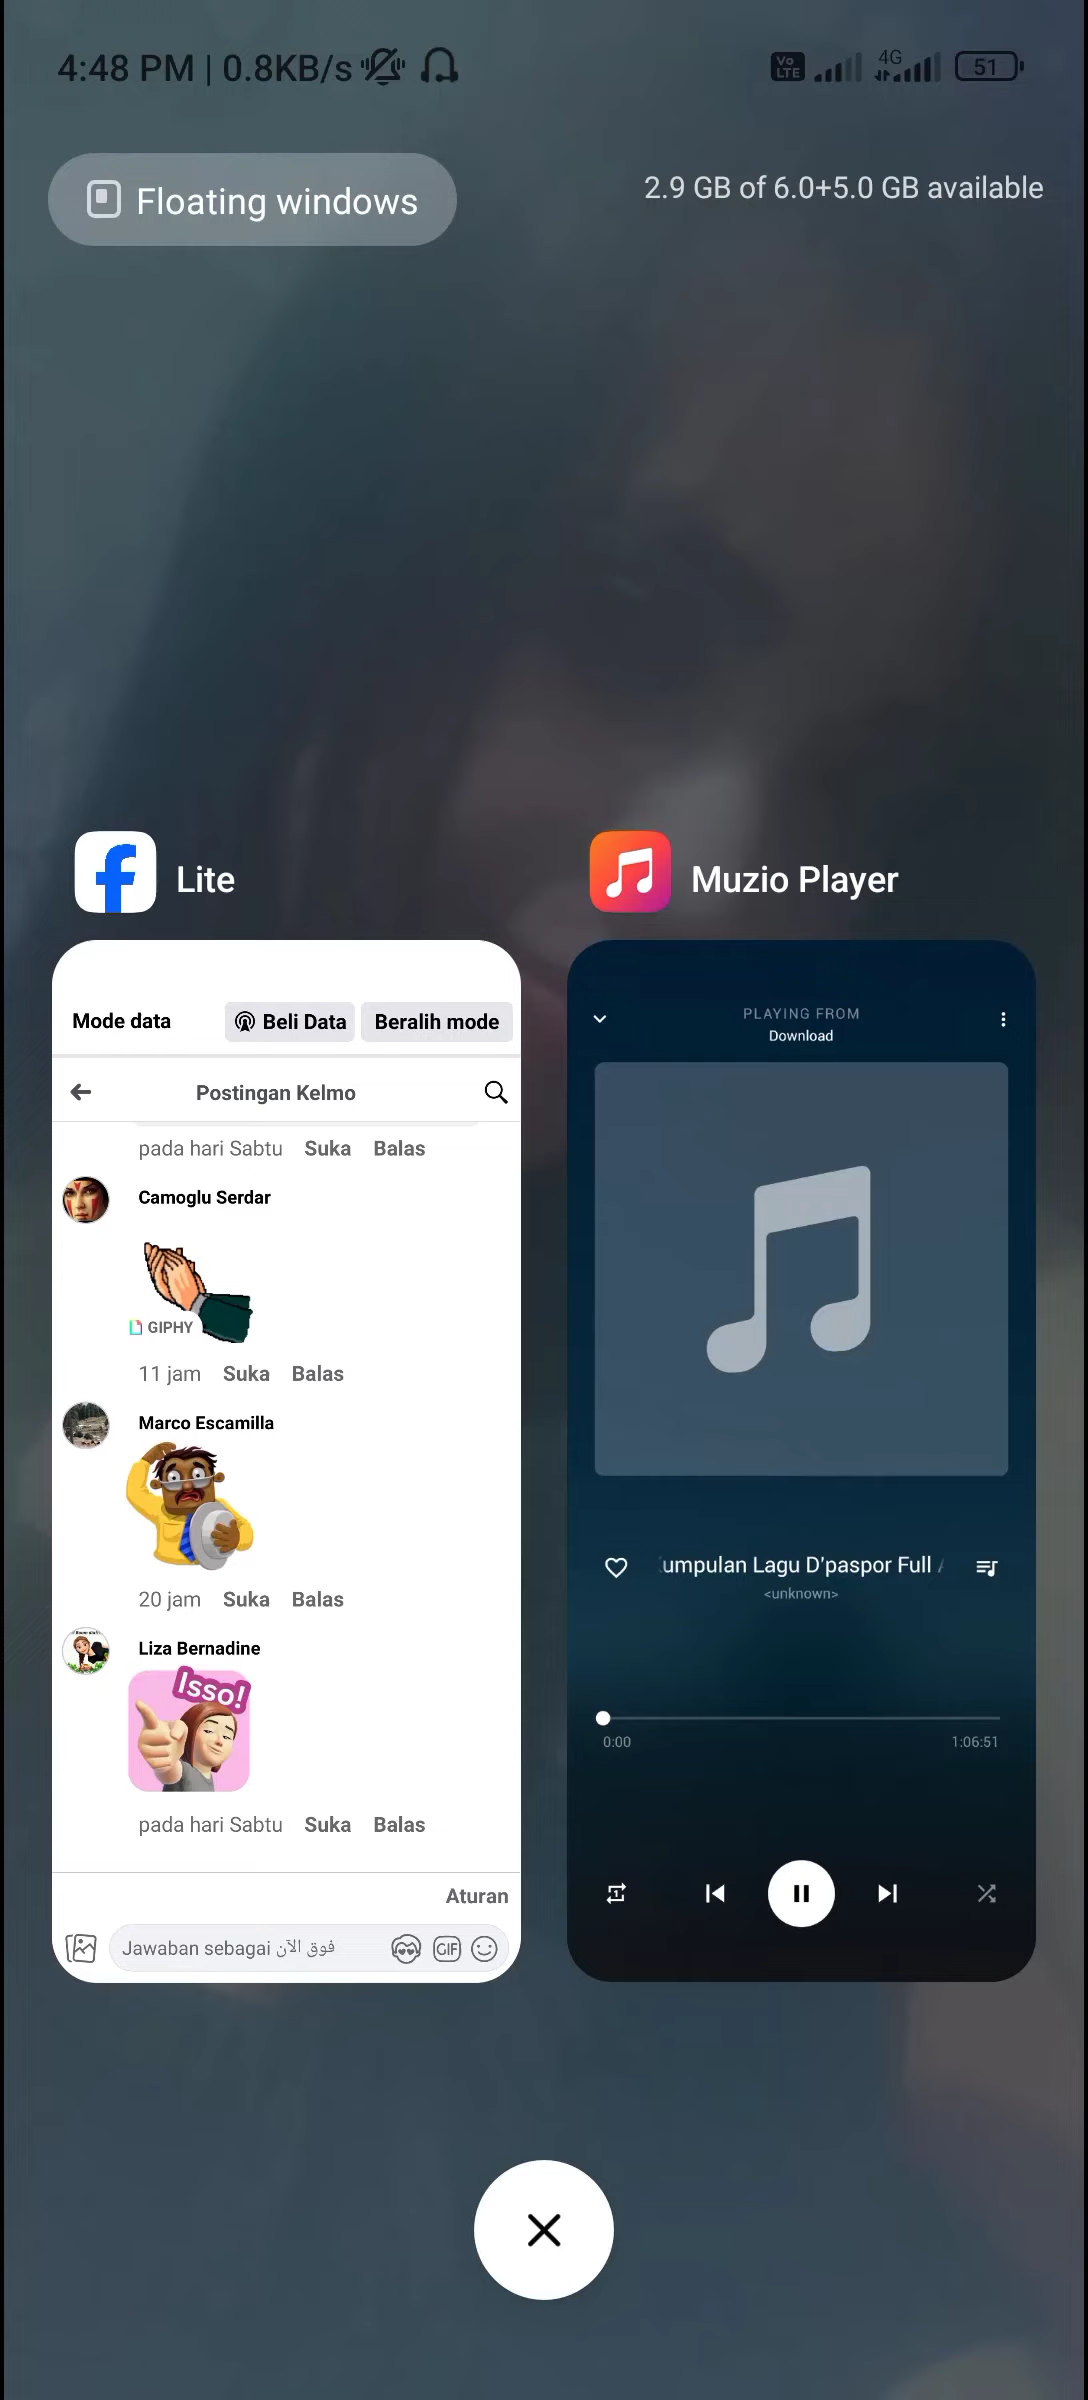 4:48 PM | 0.8KB/s
Vo LTE
4G
51
Floating windows
2.9 GB of 6.0+5.0 GB available
Lite
Mode data
Beli Data
Beralih mode
Postingan Kelmo
pada hari Sabtu Suka Balas
Camoglu Serdar
GIPHY
11 jam Suka Balas
Marco Escamilla
20 jam Suka Balas
Liza Bernadine
Isso!
pada hari Sabtu Suka Balas
Aturan
Jawaban sebagai فوق الآن
GIF
Muzio Player
PLAYING FROM
Download
umpulan Lagu D'paspor Full
<unknown>
0:00
1:06:51
1